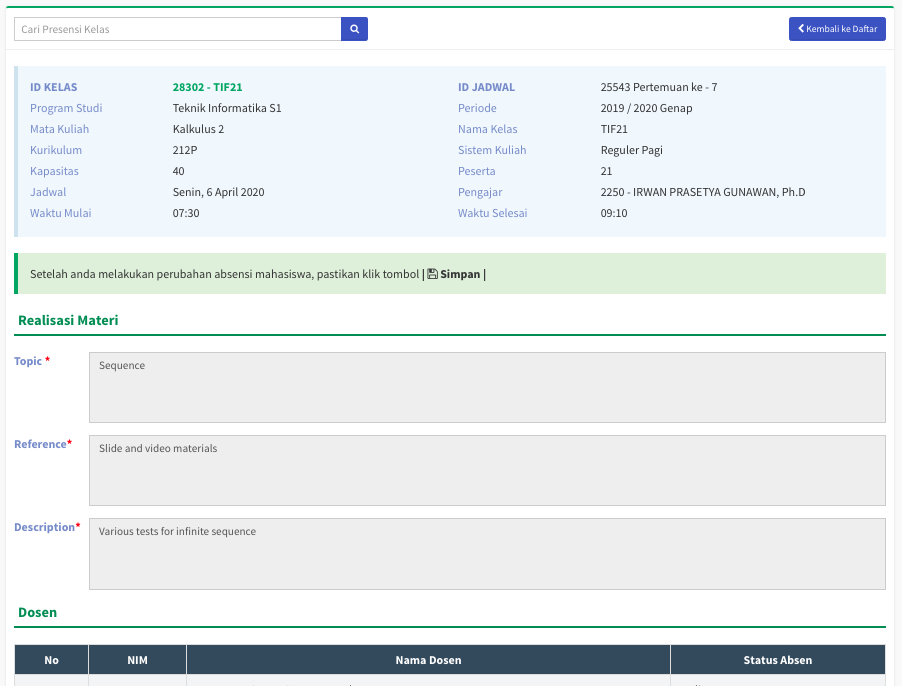 Cari Presensi Kelas
Kembali ke Daftar
ID KELAS 28302 - TIF21 ID JADWAL 25543 Pertemuan ke - 7
Program Studi Teknik Informatika S1 Periode 2019 / 2020 Genap
Mata Kuliah Kalkulus 2 Nama Kelas TIF21
Kurikulum 212P Sistem Kuliah Reguler Pagi
Kapasitas 40 Peserta 21
Jadwal Senin, 6 April 2020 Pengajar 2250 - IRWAN PRASETYA GUNAWAN, Ph.D
Waktu Mulai 07:30 Waktu Selesai 09:10
Setelah anda melakukan perubahan absensi mahasiswa, pastikan klik tombol | Simpan |
Realisasi Materi
Topic * Sequence
Reference* Slide and video materials
Description* Various tests for infinite sequence
Dosen
No NIM Nama Dosen Status Absen